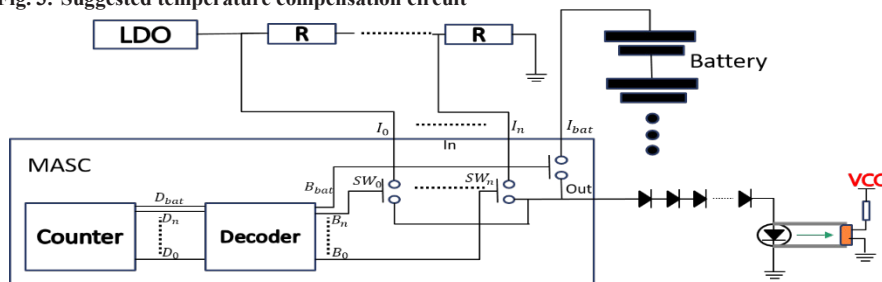 Fig. 3. Suggested temperature compensation circuit
LDO
R
R
Battery
I0
In
Ibat
In
MASC
Bbat
SW0
SWn
Out
VCC
Dbat
Dn
Bn
Counter
Decoder
D0
B0